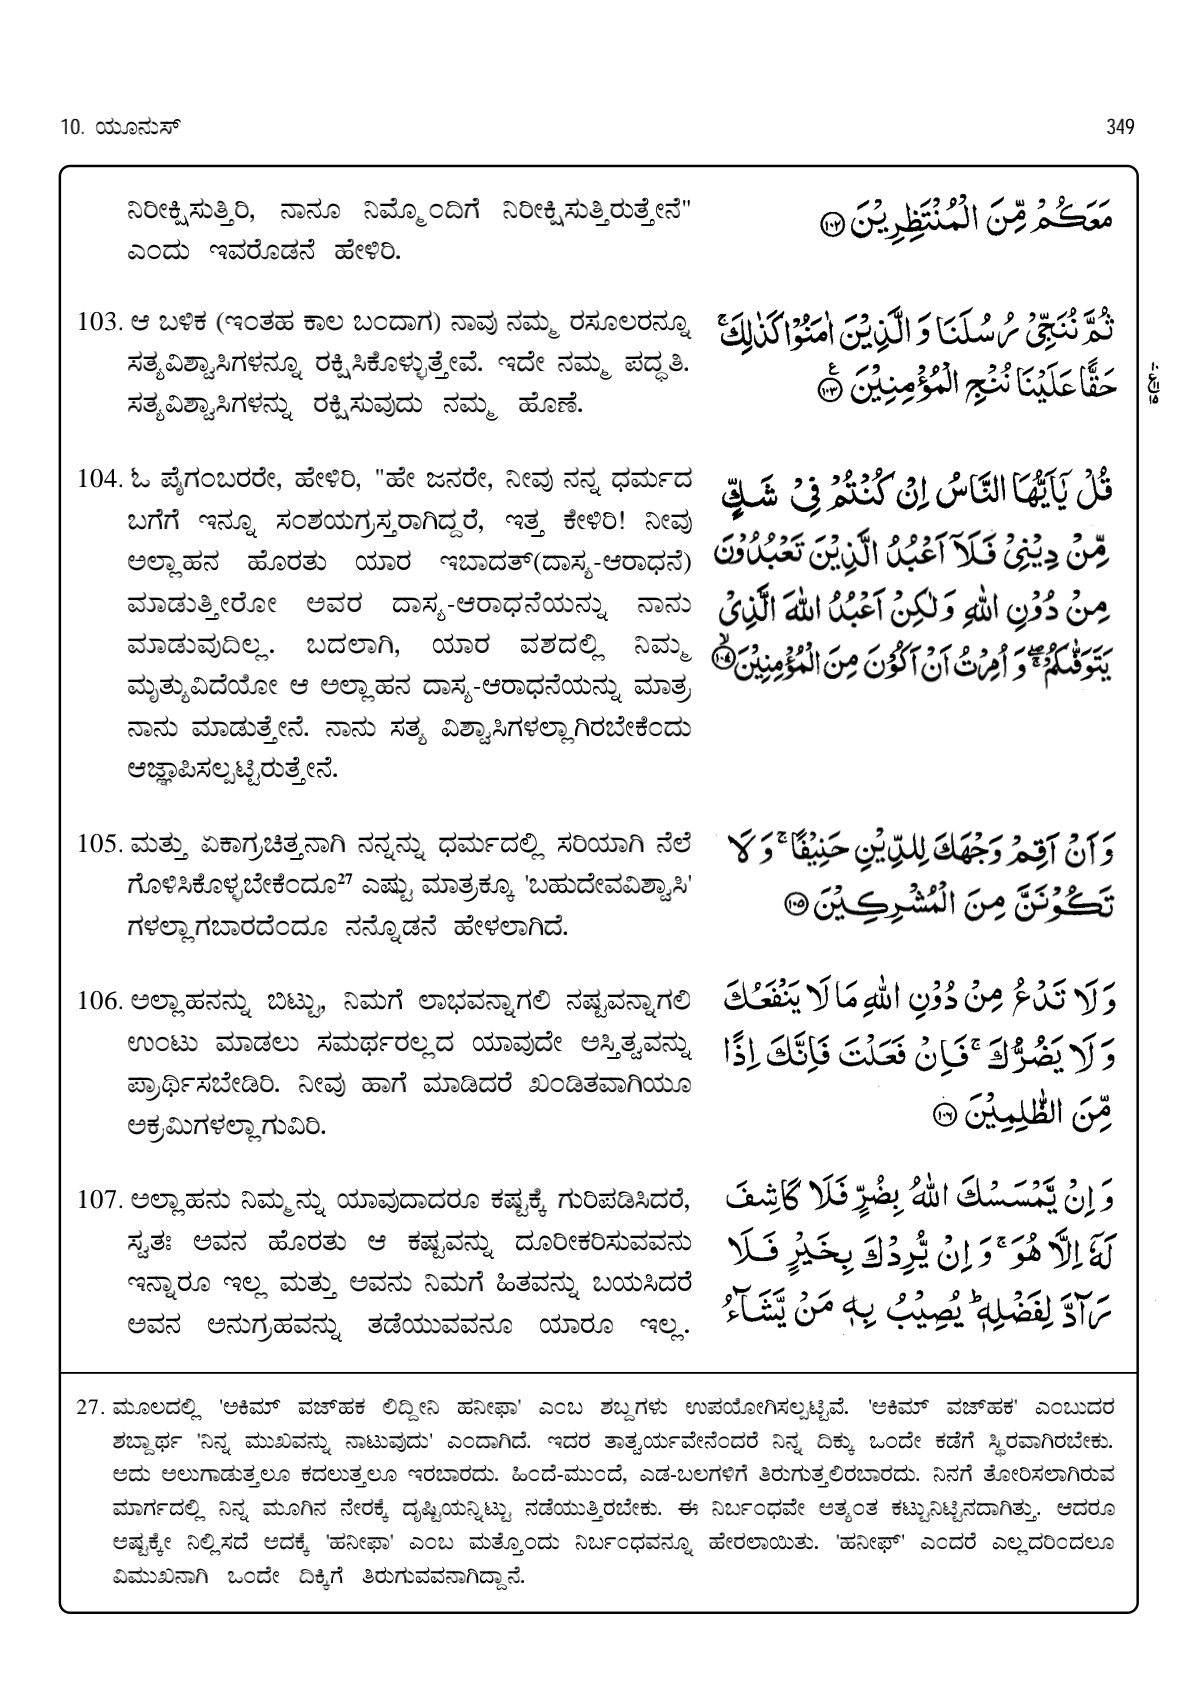 10. ಯೂನುಸ್
349
ನಿರೀಕ್ಷಿಸುತ್ತಿರಿ, ನಾನೂ ನಿಮ್ಮೊಂದಿಗೆ ನಿರೀಕ್ಷಿಸುತ್ತಿರುತ್ತೇನೆ"
ಎಂದು ಇವರೊಡನೆ ಹೇಳಿರಿ.
مَعَكُمْ مِّنَ الْمُنْتَظِرِيْنَ ﴿۱۰۲﴾
103. ಆ ಬಳಿಕ (ಇಂತಹ ಕಾಲ ಬಂದಾಗ) ನಾವು ನಮ್ಮ ರಸೂಲರನ್ನೂ
ಸತ್ಯವಿಶ್ವಾಸಿಗಳನ್ನೂ ರಕ್ಷಿಸಿಕೊಳ್ಳುತ್ತೇವೆ. ಇದೇ ನಮ್ಮ ಪದ್ಧತಿ.
ಸತ್ಯವಿಶ್ವಾಸಿಗಳನ್ನು ರಕ್ಷಿಸುವುದು ನಮ್ಮ ಹೊಣೆ.
ثُمَّ نُنَجِّىْ رُسُلَنَا وَ الَّذِيْنَ اٰمَنُوْا كَذٰلِكَ ۚ
حَقًّا عَلَيْنَا نُنْجِ الْمُؤْمِنِيْنَ ﴿۱۰۳﴾
104. ಓ ಪೈಗಂಬರರೇ, ಹೇಳಿರಿ, "ಹೇ ಜನರೇ, ನೀವು ನನ್ನ ಧರ್ಮದ
ಬಗೆಗೆ ಇನ್ನೂ ಸಂಶಯಗ್ರಸ್ತರಾಗಿದ್ದರೆ, ಇತ್ತ ಕೇಳಿರಿ! ನೀವು
ಅಲ್ಲಾಹನ ಹೊರತು ಯಾರ ಇಬಾದತ್(ದಾಸ್ಯ-ಆರಾಧನೆ)
ಮಾಡುತ್ತೀರೋ ಅವರ ದಾಸ್ಯ-ಆರಾಧನೆಯನ್ನು ನಾನು
ಮಾಡುವುದಿಲ್ಲ. ಬದಲಾಗಿ, ಯಾರ ವಶದಲ್ಲಿ ನಿಮ್ಮ
ಮೃತ್ಯುವಿದೆಯೋ ಆ ಅಲ್ಲಾಹನ ದಾಸ್ಯ-ಆರಾಧನೆಯನ್ನು ಮಾತ್ರ
ನಾನು ಮಾಡುತ್ತೇನೆ. ನಾನು ಸತ್ಯ ವಿಶ್ವಾಸಿಗಳಲ್ಲಾಗಿರಬೇಕೆಂದು
ಆಜ್ಞಾಪಿಸಲ್ಪಟ್ಟಿರುತ್ತೇನೆ.
قُلْ يٰۤاَيُّهَا النَّاسُ اِنْ كُنْتُمْ فِىْ شَكٍّ
مِّنْ دِيْنِىْ فَلَاۤ اَعْبُدُ الَّذِيْنَ تَعْبُدُوْنَ
مِنْ دُوْنِ اللّٰهِ وَلٰكِنْ اَعْبُدُ اللّٰهَ الَّذِىْ
يَتَوَفّٰٮكُمْ ۖۚ وَ اُمِرْتُ اَنْ اَكُوْنَ مِنَ الْمُؤْمِنِيْنَ ۙ﴿۱۰۴﴾
105. ಮತ್ತು ಏಕಾಗ್ರಚಿತ್ತನಾಗಿ ನನ್ನನ್ನು ಧರ್ಮದಲ್ಲಿ ಸರಿಯಾಗಿ ನೆಲೆ
ಗೊಳಿಸಿಕೊಳ್ಳಬೇಕೆಂದೂ²⁷ ಎಷ್ಟು ಮಾತ್ರಕ್ಕೂ 'ಬಹುದೇವವಿಶ್ವಾಸಿ'
ಗಳಲ್ಲಾಗಬಾರದೆಂದೂ ನನ್ನೊಡನೆ ಹೇಳಲಾಗಿದೆ.
وَ اَنْ اَقِمْ وَجْهَكَ لِلدِّيْنِ حَنِيْفًا ۚ وَ لَا
تَكُوْنَنَّ مِنَ الْمُشْرِكِيْنَ ﴿۱۰۵﴾
106. ಅಲ್ಲಾಹನನ್ನು ಬಿಟ್ಟು, ನಿಮಗೆ ಲಾಭವನ್ನಾಗಲಿ ನಷ್ಟವನ್ನಾಗಲಿ
ಉಂಟು ಮಾಡಲು ಸಮರ್ಥರಲ್ಲದ ಯಾವುದೇ ಅಸ್ತಿತ್ವವನ್ನು
ಪ್ರಾರ್ಥಿಸಬೇಡಿರಿ. ನೀವು ಹಾಗೆ ಮಾಡಿದರೆ ಖಂಡಿತವಾಗಿಯೂ
ಅಕ್ರಮಿಗಳಲ್ಲಾಗುವಿರಿ.
وَلَا تَدْعُ مِنْ دُوْنِ اللّٰهِ مَا لَا يَنْفَعُكَ
وَلَا يَضُرُّكَ ۚ فَاِنْ فَعَلْتَ فَاِنَّكَ اِذًا
مِّنَ الظّٰلِمِيْنَ ﴿۱۰۶﴾
107. ಅಲ್ಲಾಹನು ನಿಮ್ಮನ್ನು ಯಾವುದಾದರೂ ಕಷ್ಟಕ್ಕೆ ಗುರಿಪಡಿಸಿದರೆ,
ಸ್ವತಃ ಅವನ ಹೊರತು ಆ ಕಷ್ಟವನ್ನು ದೂರೀಕರಿಸುವವನು
ಇನ್ನಾರೂ ಇಲ್ಲ ಮತ್ತು ಅವನು ನಿಮಗೆ ಹಿತವನ್ನು ಬಯಸಿದರೆ
ಅವನ ಅನುಗ್ರಹವನ್ನು ತಡೆಯುವವನೂ ಯಾರೂ ಇಲ್ಲ.
وَ اِنْ يَّمْسَسْكَ اللّٰهُ بِضُرٍّ فَلَا كَاشِفَ
لَهٗۤ اِلَّا هُوَ ۚ وَ اِنْ يُّرِدْكَ بِخَيْرٍ فَلَا
رَآدَّ لِفَضْلِهٖ ؕ يُصِيْبُ بِهٖ مَنْ يَّشَآءُ
27. ಮೂಲದಲ್ಲಿ 'ಅಕಿಮ್ ವಜ್‌ಹಕ ಲಿದ್ದೀನಿ ಹನೀಫಾ' ಎಂಬ ಶಬ್ದಗಳು ಉಪಯೋಗಿಸಲ್ಪಟ್ಟಿವೆ. 'ಅಕಿಮ್ ವಜ್‌ಹಕ' ಎಂಬುದರ
ಶಬ್ದಾರ್ಥ 'ನಿನ್ನ ಮುಖವನ್ನು ನಾಟುವುದು' ಎಂದಾಗಿದೆ. ಇದರ ತಾತ್ಪರ್ಯವೇನೆಂದರೆ ನಿನ್ನ ದಿಕ್ಕು ಒಂದೇ ಕಡೆಗೆ ಸ್ಥಿರವಾಗಿರಬೇಕು.
ಅದು ಅಲುಗಾಡುತ್ತಲೂ ಕದಲುತ್ತಲೂ ಇರಬಾರದು. ಹಿಂದೆ-ಮುಂದೆ, ಎಡ-ಬಲಗಳಿಗೆ ತಿರುಗುತ್ತಲಿರಬಾರದು. ನಿನಗೆ ತೋರಿಸಲಾಗಿರುವ
ಮಾರ್ಗದಲ್ಲಿ ನಿನ್ನ ಮೂಗಿನ ನೇರಕ್ಕೆ ದೃಷ್ಟಿಯನ್ನಿಟ್ಟು ನಡೆಯುತ್ತಿರಬೇಕು. ಈ ನಿರ್ಬಂಧವೇ ಅತ್ಯಂತ ಕಟ್ಟುನಿಟ್ಟಿನದಾಗಿತ್ತು. ಆದರೂ
ಅಷ್ಟಕ್ಕೇ ನಿಲ್ಲಿಸದೆ ಅದಕ್ಕೆ 'ಹನೀಫಾ' ಎಂಬ ಮತ್ತೊಂದು ನಿರ್ಬಂಧವನ್ನೂ ಹೇರಲಾಯಿತು. 'ಹನೀಫ್' ಎಂದರೆ ಎಲ್ಲದರಿಂದಲೂ
ವಿಮುಖನಾಗಿ ಒಂದೇ ದಿಕ್ಕಿಗೆ ತಿರುಗುವವನಾಗಿದ್ದಾನೆ.